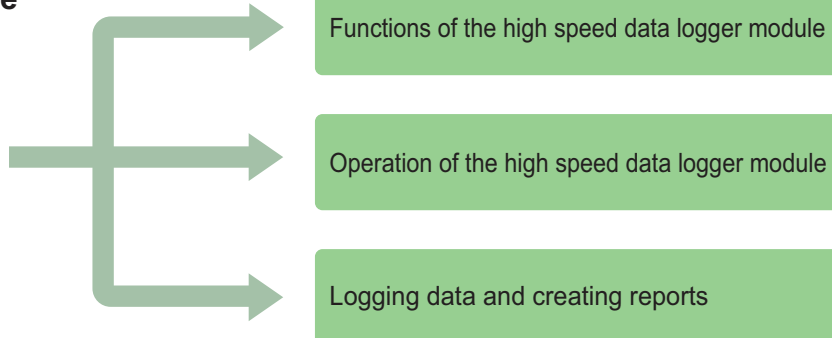 e
Functions of the high speed data logger module
Operation of the high speed data logger module
Logging data and creating reports